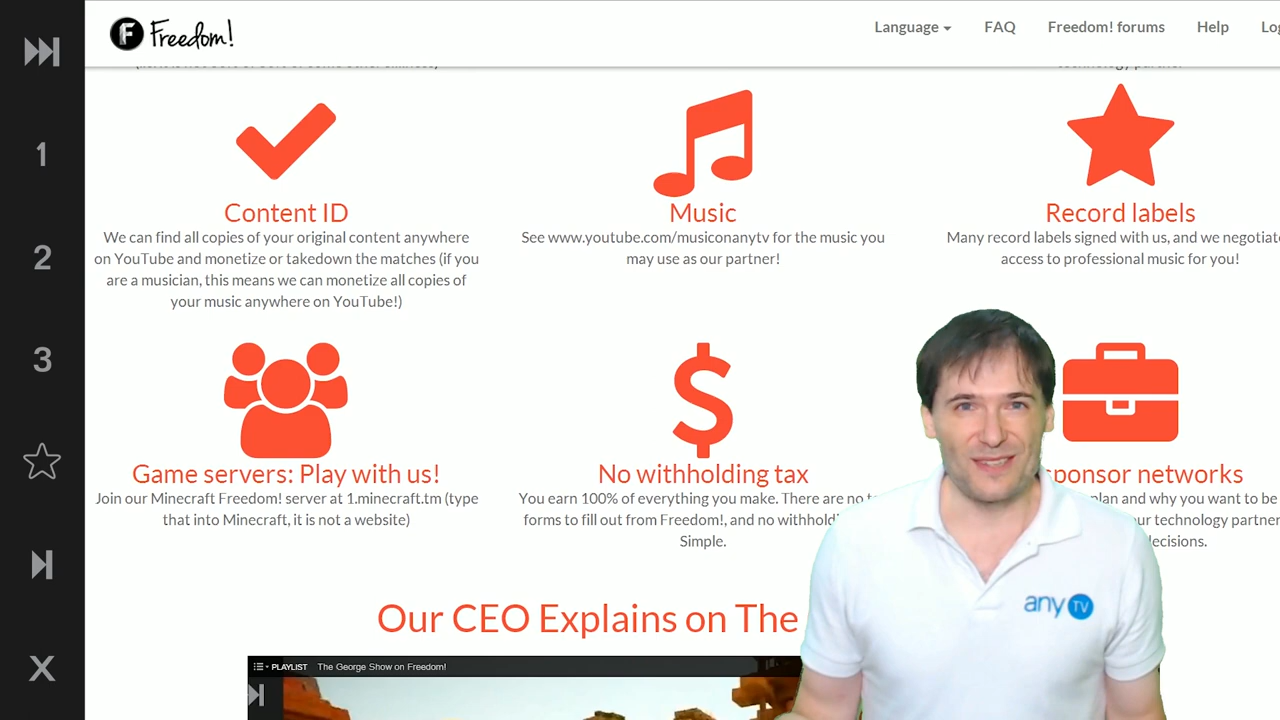 Freedom!
Language
FAQ
Freedom! forums
Help
1
2
3
X
Content ID
We can find all copies of your original content anywhere
on YouTube and monetize or takedown the matches (if you
are a musician, this means we can monetize all copies of
your music anywhere on YouTube!)
Music
See www.youtube.com/musiconanytv for the music you
may use as our partner!
Record labels
Many record labels signed with us, and we negotiate
access to professional music for you!
Game servers: Play with us!
Join our Minecraft Freedom! server at 1.minecraft.tm (type
that into Minecraft, it is not a website)
No withholding tax
You earn 100% of everything you make. There are no
forms to fill out from Freedom!, and no
Simple.
sponsor networks
plan and why you want to be
technology partner
Our CEO Explains on The
PLAYLIST The George Show on Freedom!
any TV